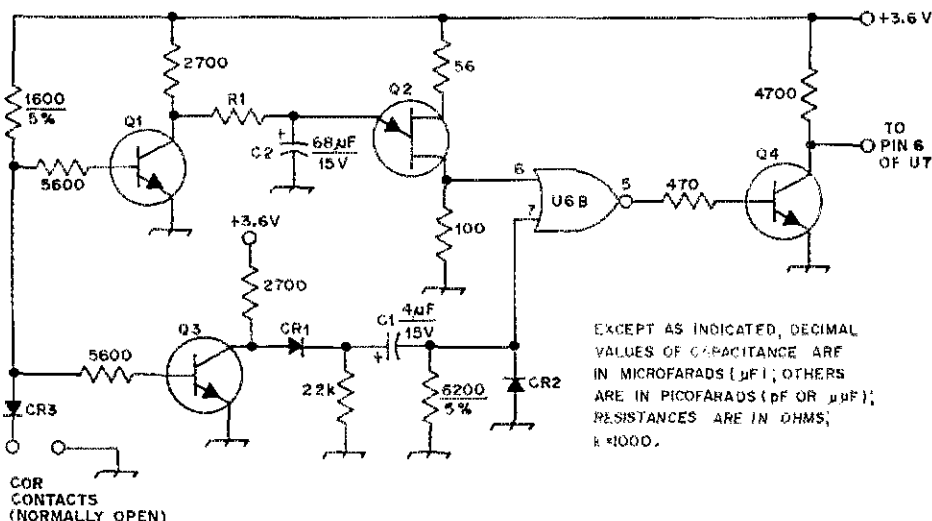 +3.6 V
2700
56
4700
1600
5%
Q1
R1
Q2
5600
C2
+
68µF
15V
6
5
7
U6B
470
Q4
TO
PIN 6
OF U7
100
+3.6V
2700
Q3
5600
CR1
C1
4µF
15V
+
22k
6200
5%
CR2
CR3
COR
CONTACTS
(NORMALLY OPEN)
EXCEPT AS INDICATED, DECIMAL
VALUES OF CAPACITANCE ARE
IN MICROFARADS (µF); OTHERS
ARE IN PICOFARADS (pF OR µµF);
RESISTANCES ARE IN OHMS;
k=1000.